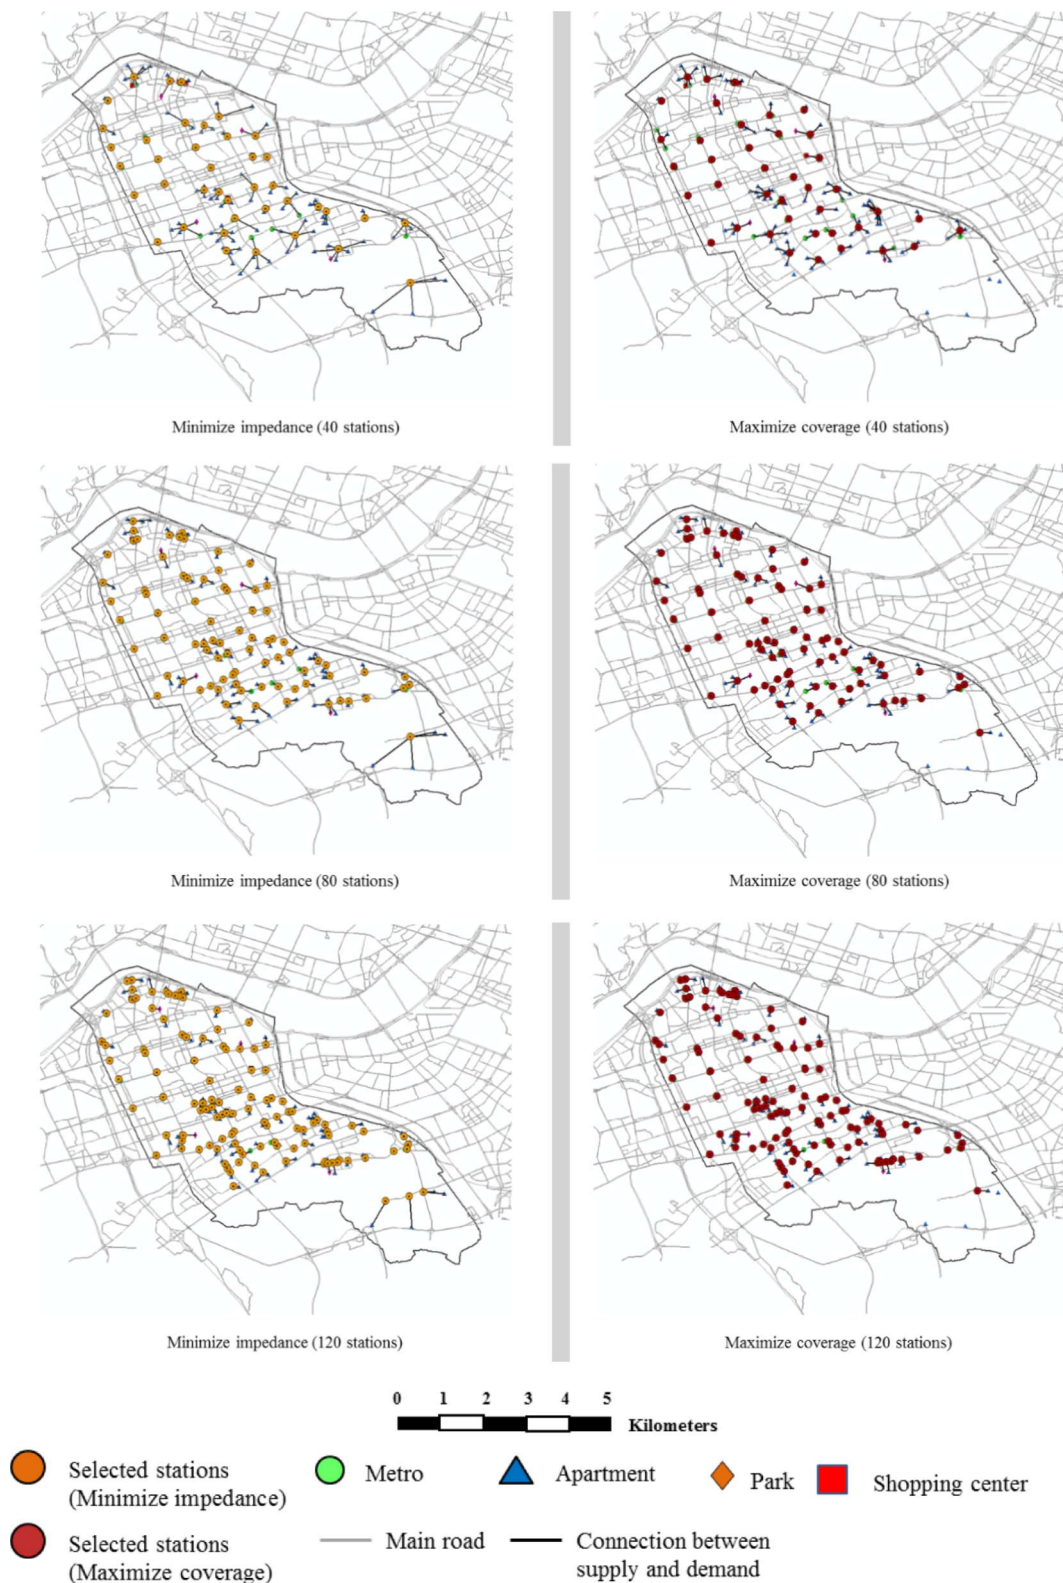 Minimize impedance (40 stations)
Maximize coverage (40 stations)
Minimize impedance (80 stations)
Maximize coverage (80 stations)
Minimize impedance (120 stations)
Maximize coverage (120 stations)
0 1 2 3 4 5
Kilometers
Selected stations
(Minimize impedance)
Metro
Apartment
Park
Shopping center
Selected stations
(Maximize coverage)
Main road
Connection between
supply and demand